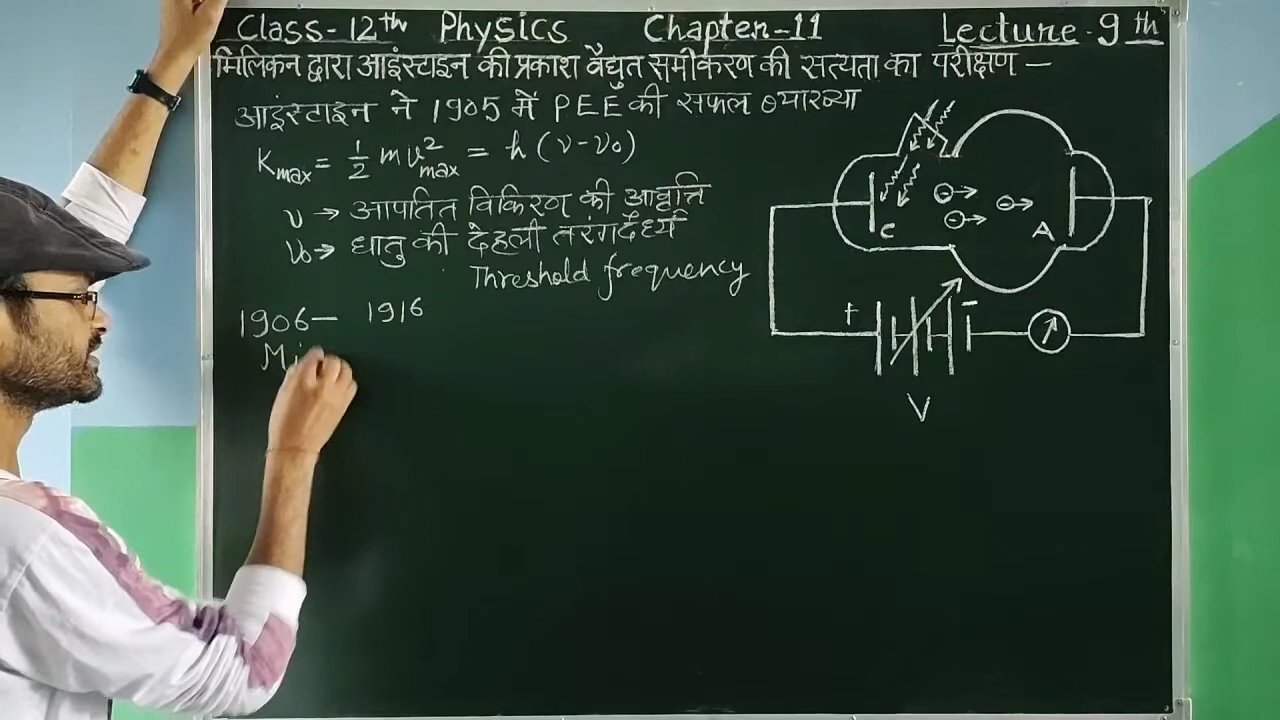 Class-12th Physics Chapter-11 Lecture-9th
मिलिकन द्वारा आइंस्टाइन की प्रकाश वैद्युत समीकरण की सत्यता का परीक्षण –
आइंस्टाइन ने 1905 में PEE की सफल व्याख्या
Kmax = 1/2 mv²max = h(ν-ν₀)
ν → आपतित विकिरण की आवृत्ति
ν₀ → धातु की देहली तरंगदैर्ध्य
Threshold frequency
1906 – 1916
Mi
C
A
+ -
V